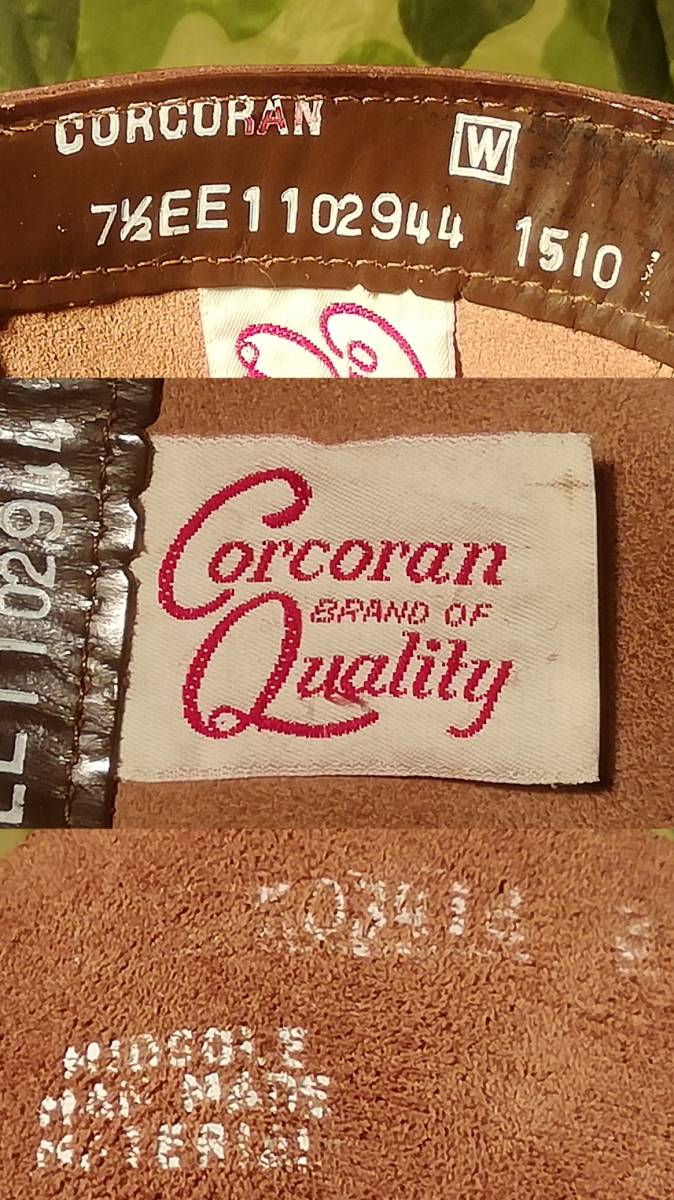 CORCORAN
W
7½EE1102944 1510
Corcoran
BRAND OF
Quality
MIDSOLE
MAN MADE
MATERIAL